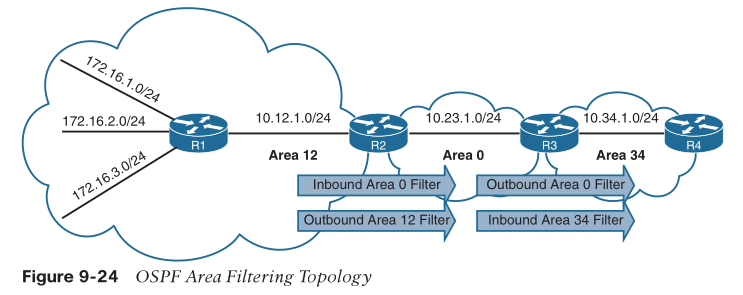 172.16.1.0/24
172.16.2.0/24
172.16.3.0/24
R1
10.12.1.0/24
Area 12
R2
10.23.1.0/24
Area 0
R3
10.34.1.0/24
Area 34
R4
Inbound Area 0 Filter
Outbound Area 0 Filter
Outbound Area 12 Filter
Inbound Area 34 Filter
Figure 9-24 OSPF Area Filtering Topology